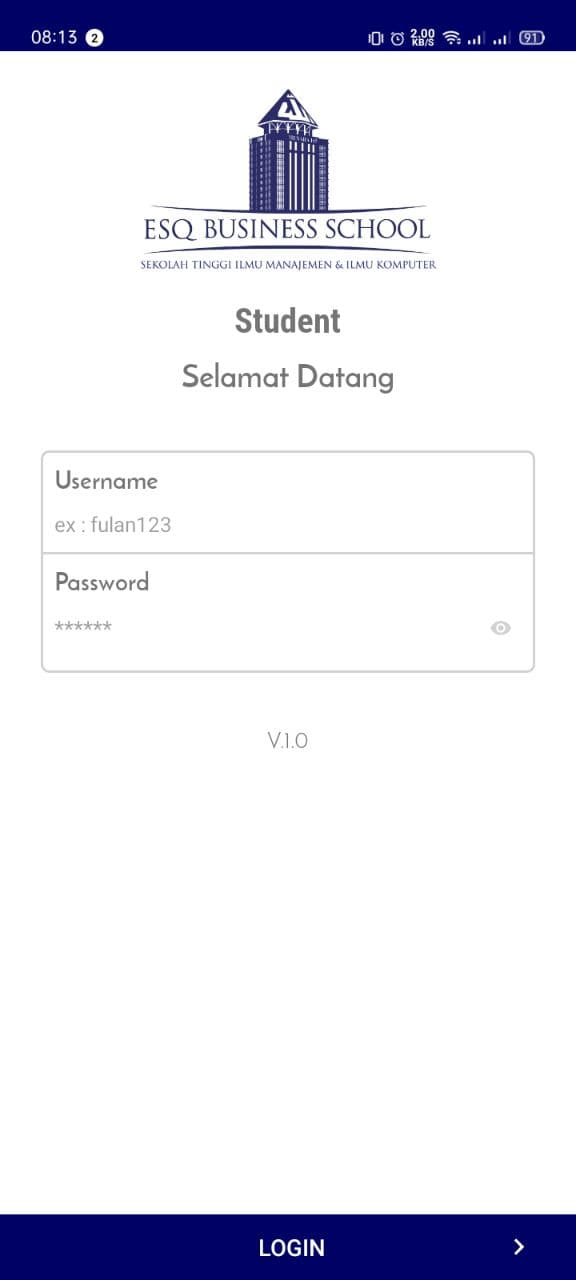 08:13 2 2.00 KB/S 91
ESQ BUSINESS SCHOOL
SEKOLAH TINGGI ILMU MANAJEMEN & ILMU KOMPUTER
Student
Selamat Datang
Username
ex : fulan123
Password
******
V.1.0
LOGIN